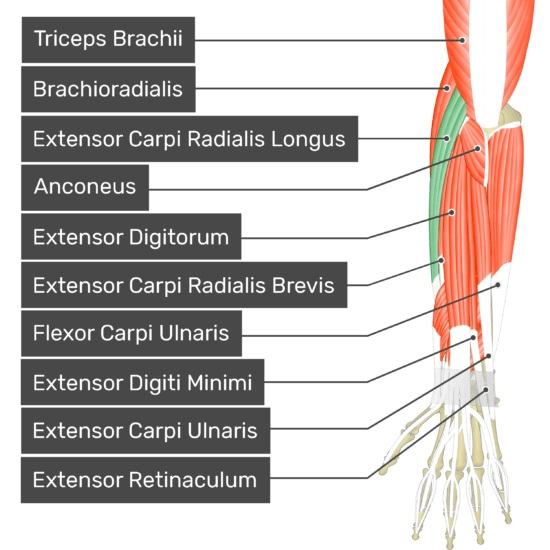 Triceps Brachii
Brachioradialis
Extensor Carpi Radialis Longus
Anconeus
Extensor Digitorum
Extensor Carpi Radialis Brevis
Flexor Carpi Ulnaris
Extensor Digiti Minimi
Extensor Carpi Ulnaris
Extensor Retinaculum